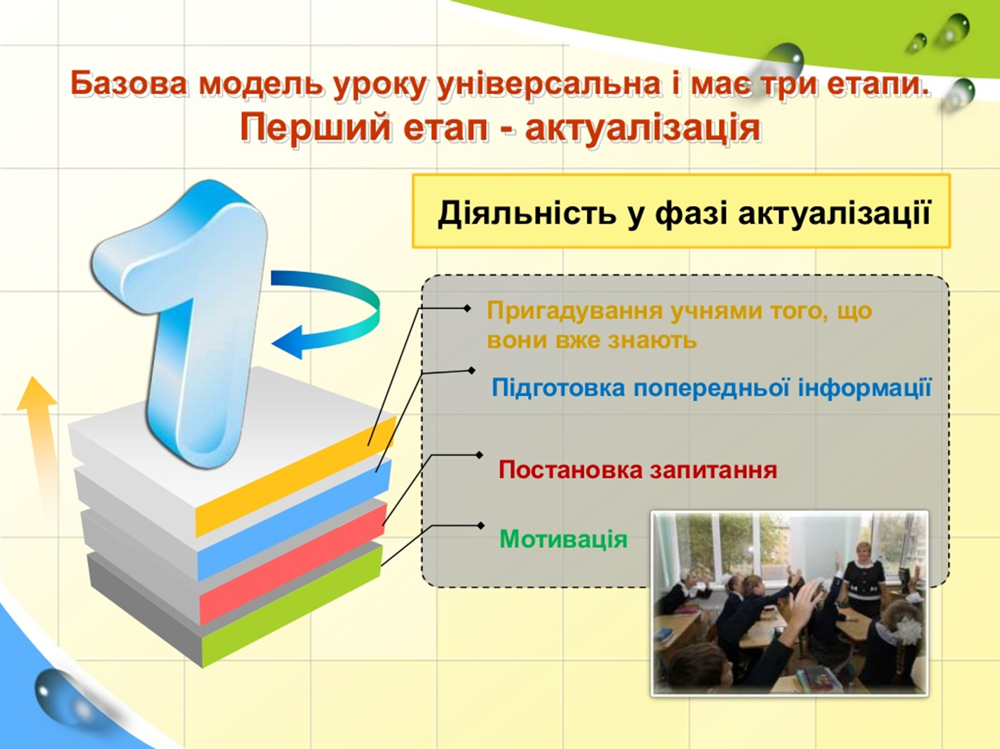 Базова модель уроку універсальна і має три етапи.
Перший етап - актуалізація
Діяльність у фазі актуалізації
Пригадування учнями того, що
вони вже знають
Підготовка попередньої інформації
Постановка запитання
Мотивація
1